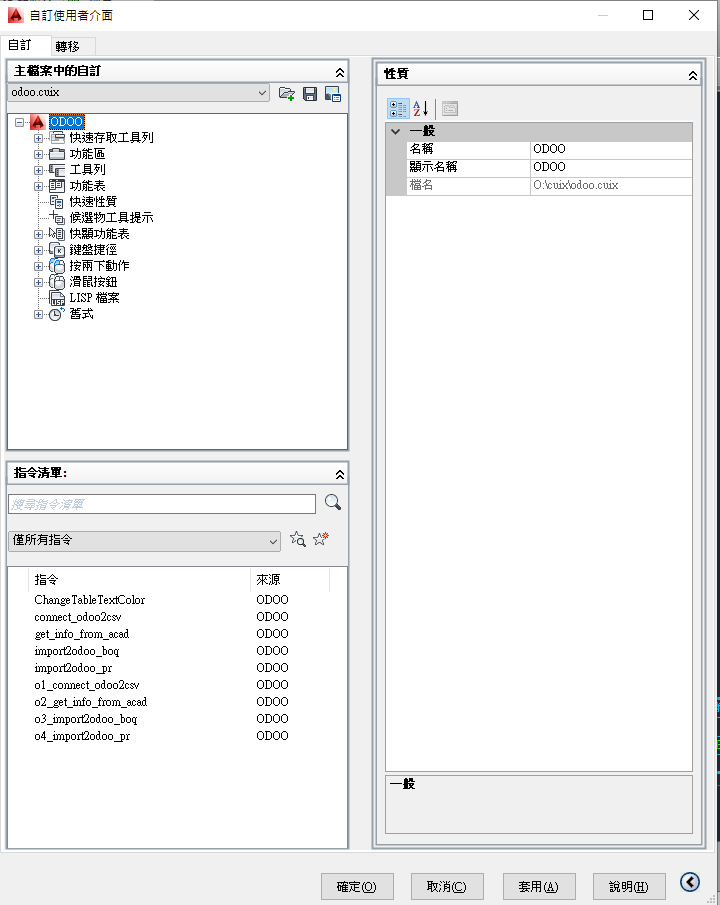 自訂使用者介面
自訂
轉移
主檔案中的自訂
odoo.cuix
ODOO
快速存取工具列
功能區
工具列
功能表
快速性質
候選物工具提示
快顯功能表
鍵盤捷徑
按兩下動作
滑鼠按鈕
LISP 檔案
舊式
指令清單:
搜尋指令清單
僅所有指令
指令 來源
ChangeTableTextColor ODOO
connect_odoo2csv ODOO
get_info_from_acad ODOO
import2odoo_boq ODOO
import2odoo_pr ODOO
o1_connect_odoo2csv ODOO
o2_get_info_from_acad ODOO
o3_import2odoo_boq ODOO
o4_import2odoo_pr ODOO
性質
一般
名稱 ODOO
顯示名稱 ODOO
檔名 O:\cuix\odoo.cuix
一般
確定(O) 取消(C) 套用(A) 說明(H)